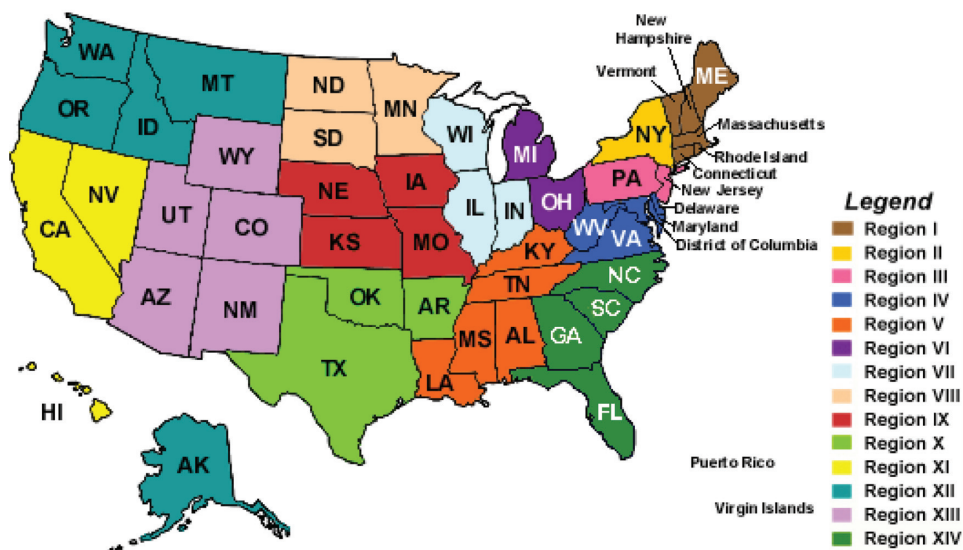 New
Hampshire
Vermont
ME
WA
MT
ND
MN
OR
ID
SD
WI
NY
Massachusetts
Rhode Island
Connecticut
MI
WY
PA
New Jersey
NE
IA
OH
Delaware
NV
IL
IN
Maryland
UT
CO
WV
VA
District of Columbia
CA
KS
MO
KY
NC
AZ
NM
OK
AR
TN
SC
MS
AL
GA
TX
LA
FL
HI
AK
Puerto Rico
Virgin Islands
Legend
Region I
Region II
Region III
Region IV
Region V
Region VI
Region VII
Region VIII
Region IX
Region X
Region XI
Region XII
Region XIII
Region XIV